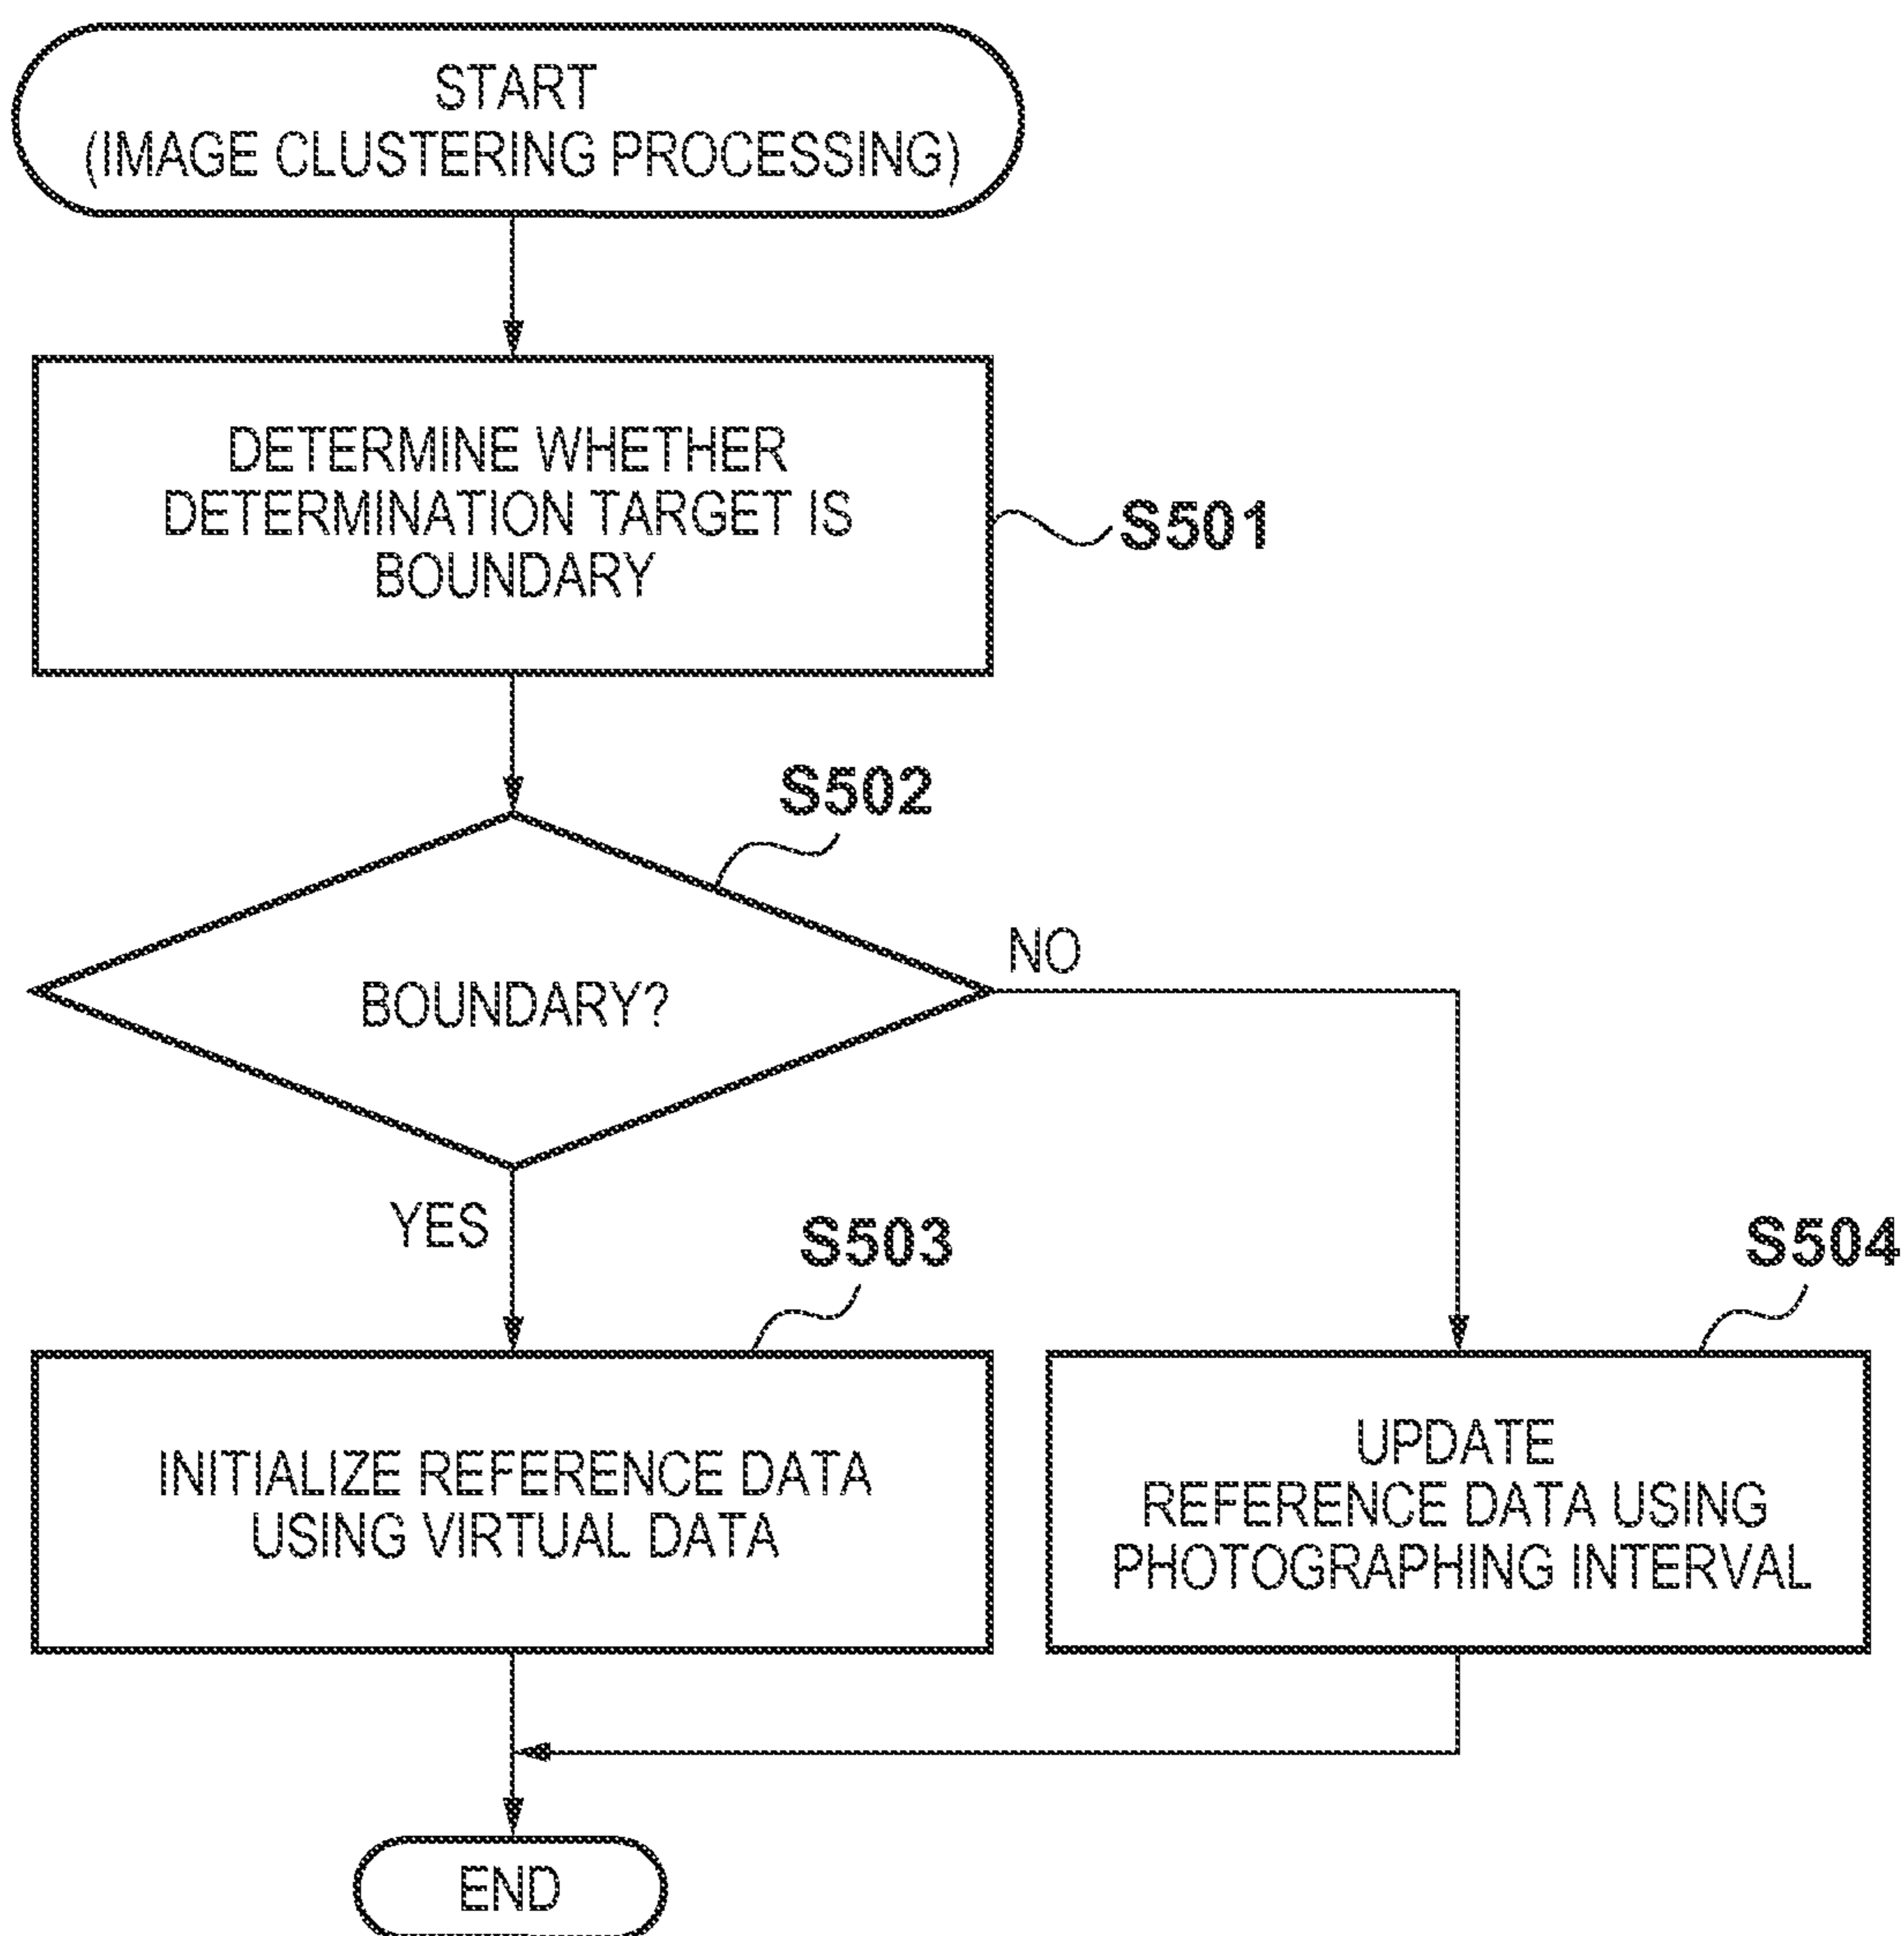 START
(IMAGE CLUSTERING PROCESSING)
DETERMINE WHETHER
DETERMINATION TARGET IS
BOUNDARY
S501
S502
BOUNDARY?
NO
YES
S503
INITIALIZE REFERENCE DATA
USING VIRTUAL DATA
S504
UPDATE
REFERENCE DATA USING
PHOTOGRAPHING INTERVAL
END